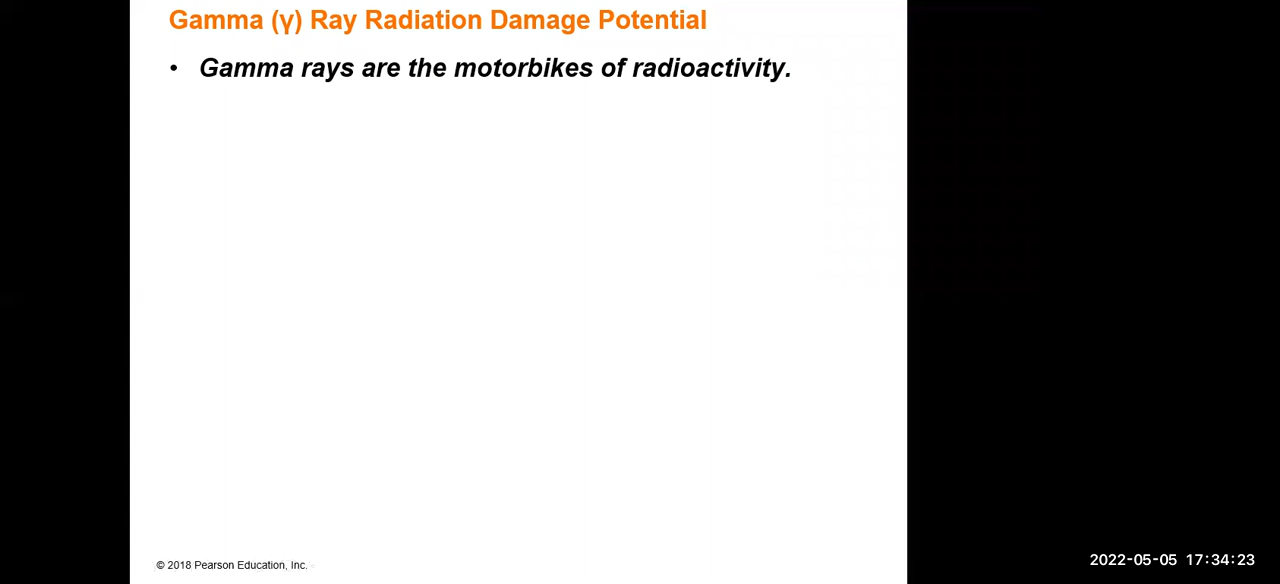 Gamma (γ) Ray Radiation Damage Potential
• Gamma rays are the motorbikes of radioactivity.
© 2018 Pearson Education, Inc.
2022-05-05 17:34:23